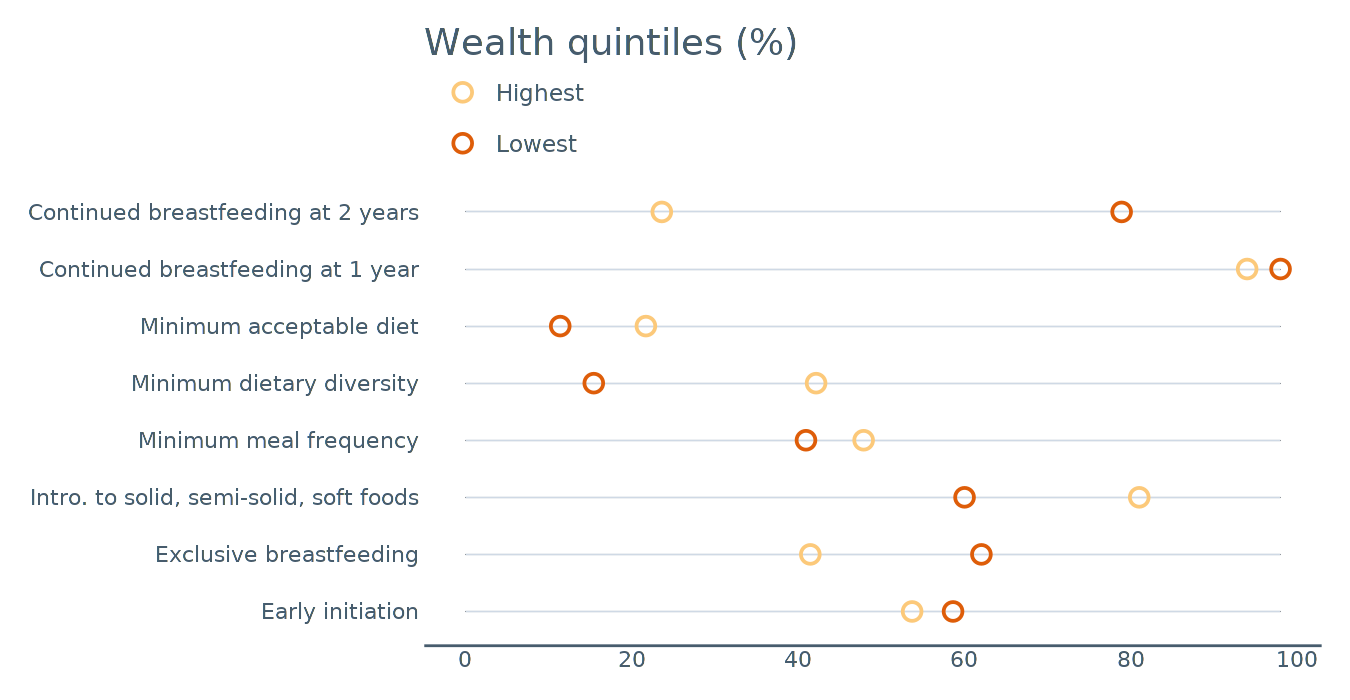 Wealth quintiles (%)
Highest
Lowest
Continued breastfeeding at 2 years
Continued breastfeeding at 1 year
Minimum acceptable diet
Minimum dietary diversity
Minimum meal frequency
Intro. to solid, semi-solid, soft foods
Exclusive breastfeeding
Early initiation
0 20 40 60 80 100